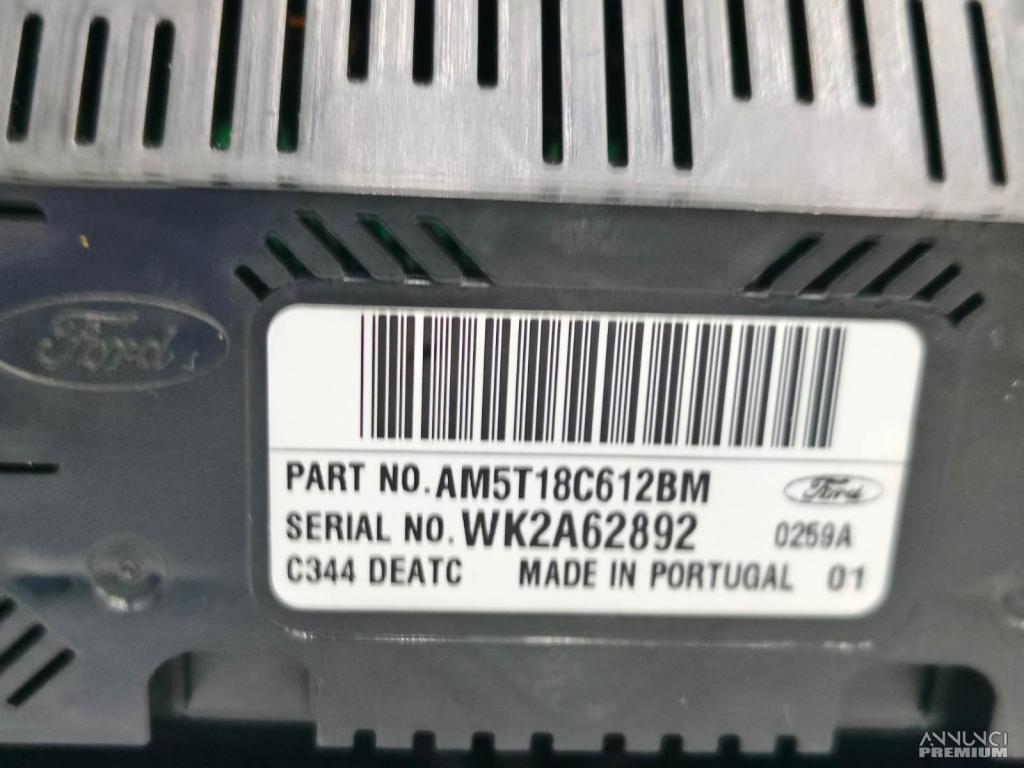 Ford
PART NO. AM5T18C612BM
Ford
SERIAL NO. WK2A62892
0259A
C344 DEATC MADE IN PORTUGAL 01
ANNUNCI
PREMIUM